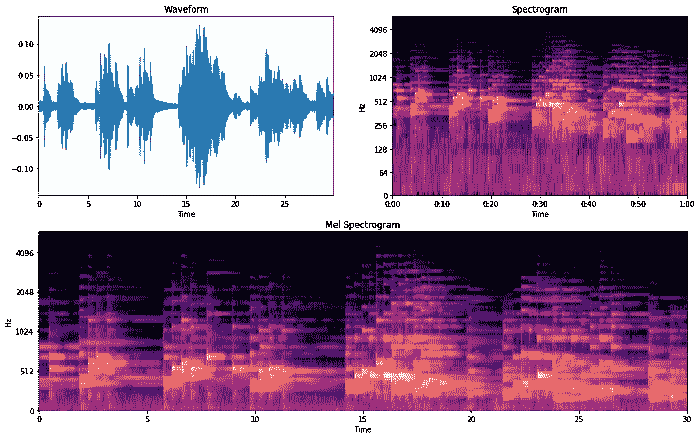 Waveform
0.10
0.05
0.00
−0.05
−0.10
0 5 10 15 20 25
Time
Spectrogram
4096
2048
1024
512
256
128
64
0
Hz
0:00 0:10 0:20 0:30 0:40 0:50 1:00
Time
Mel Spectrogram
4096
2048
1024
512
0
Hz
0 5 10 15 20 25 30
Time